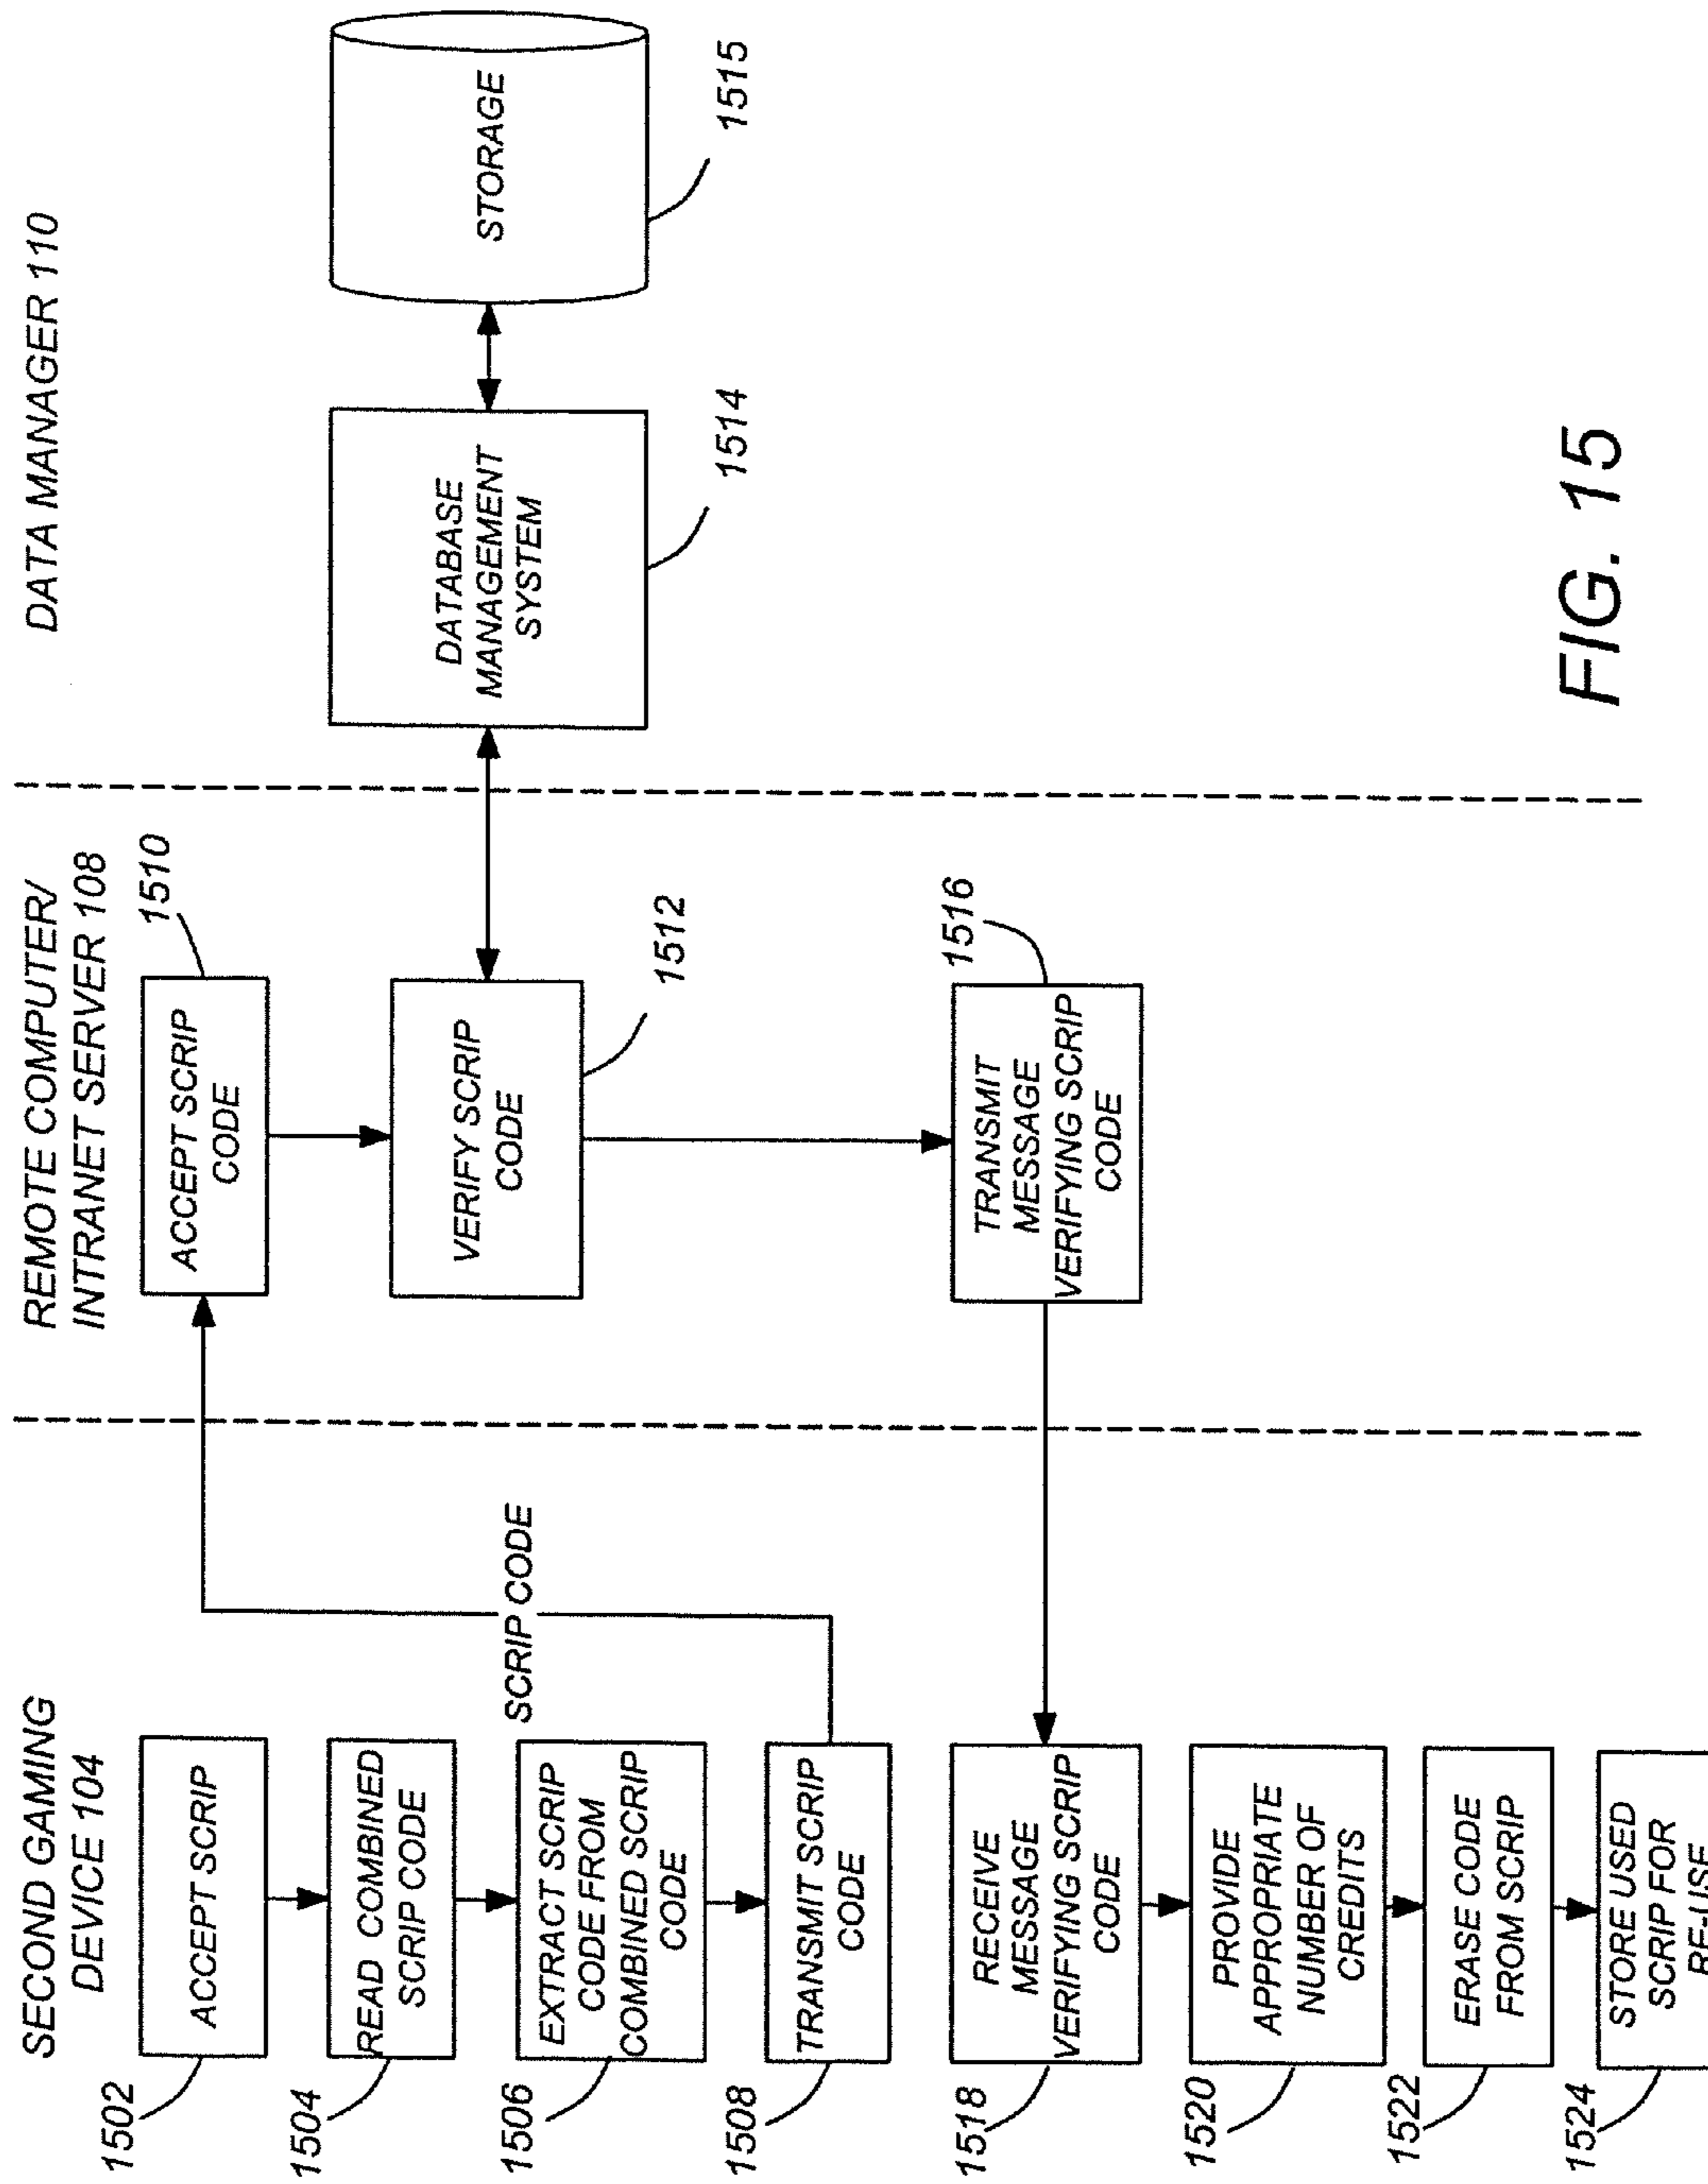 SECOND GAMING
DEVICE 104
REMOTE COMPUTER/
INTRANET SERVER 108
DATA MANAGER 110
1502
ACCEPT SCRIP
1504
READ COMBINED
SCRIP CODE
1506
EXTRACT SCRIP
CODE FROM
COMBINED SCRIP
CODE
1508
TRANSMIT SCRIP
CODE
SCRIP CODE
1510
ACCEPT SCRIP
CODE
VERIFY SCRIP
CODE
1512
DATABASE
MANAGEMENT
SYSTEM
1514
STORAGE
1515
1516
TRANSMIT
MESSAGE
VERIFYING SCRIP
CODE
1518
RECEIVE
MESSAGE
VERIFYING SCRIP
CODE
1520
PROVIDE
APPROPRIATE
NUMBER OF
CREDITS
1522
ERASE CODE
FROM SCRIP
1524
STORE USED
SCRIP FOR
RE-USE
FIG. 15